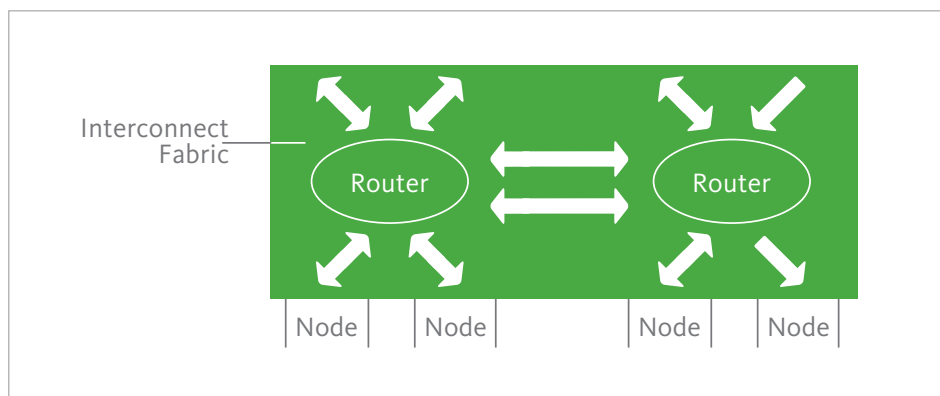 Interconnect
Fabric
Router
Router
Node
Node
Node
Node